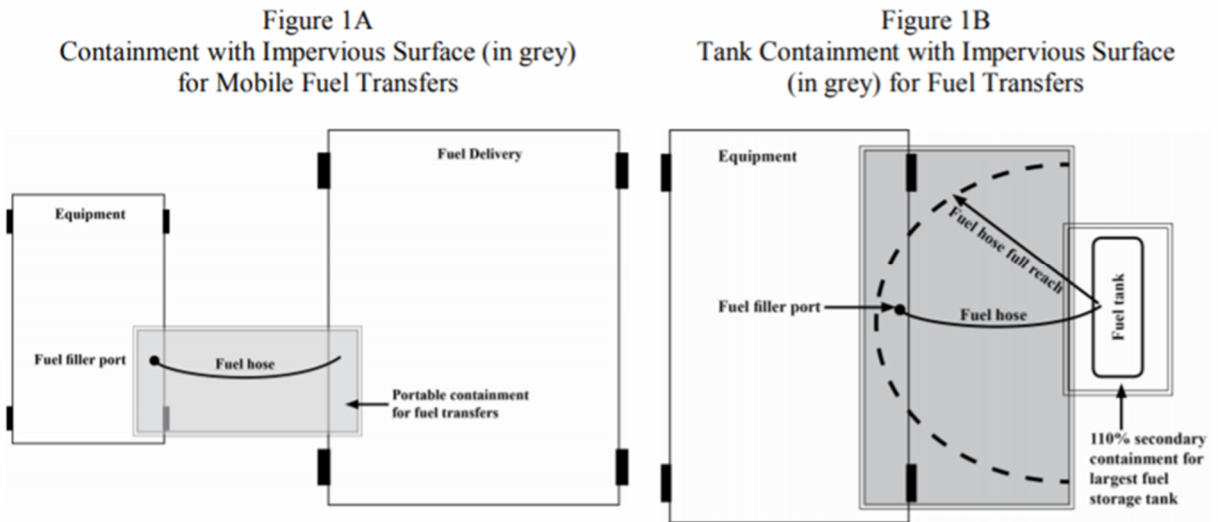 Figure 1A
Containment with Impervious Surface (in grey)
for Mobile Fuel Transfers
Fuel Delivery
Equipment
Fuel filler port
Fuel hose
Portable containment
for fuel transfers
Figure 1B
Tank Containment with Impervious Surface
(in grey) for Fuel Transfers
Equipment
Fuel hose full reach
Fuel filler port
Fuel hose
Fuel tank
110% secondary
containment for
largest fuel
storage tank